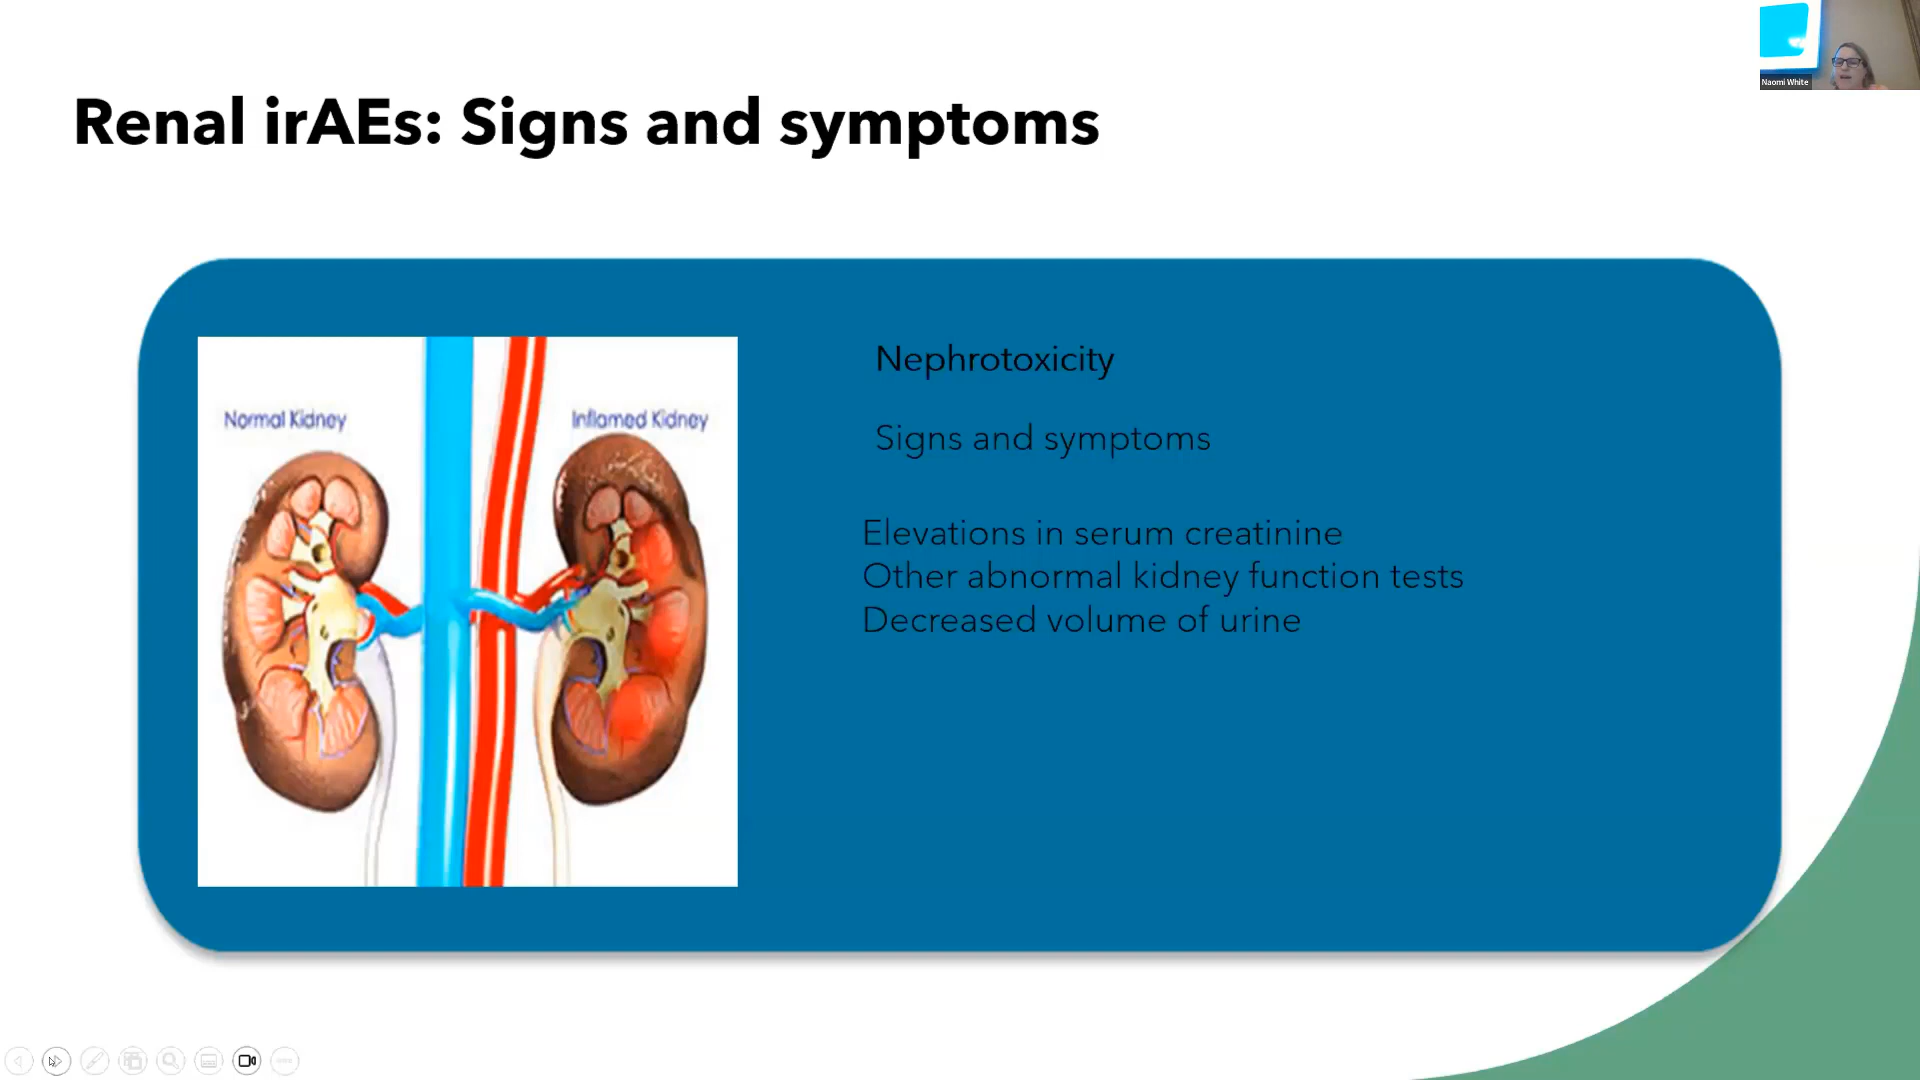 Renal irAEs: Signs and symptoms
Naomi White
Normal Kidney
Inflamed Kidney
Nephrotoxicity
Signs and symptoms
Elevations in serum creatinine
Other abnormal kidney function tests
Decreased volume of urine